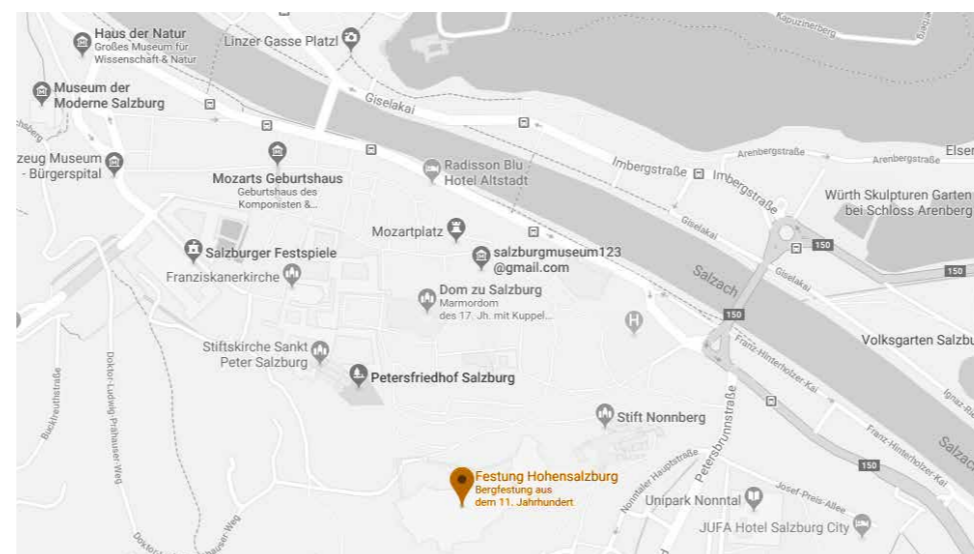 Kapuzinerberg
Haus der Natur
Großes Museum für
Wissenschaft & Natur
Linzer Gasse Platzl
Museum der
Moderne Salzburg
Giselakai
zeug Museum
- Bürgerspital
Mozarts Geburtshaus
Geburtshaus des
Komponisten &...
Radisson Blu
Hotel Altstadt
Imbergstraße
Imbergstraße
Arenbergstraße
Arenbergstraße
Elser
Würth Skulpturen Garten
bei Schloss Arenberg
Giselakai
Mozartplatz
150
Salzburger Festspiele
salzburgmuseum123
@gmail.com
Franziskanerkirche
Salzach
Giselakai
150
Dom zu Salzburg
Marmordom
des 17. Jh. mit Kuppel...
150
H
Volksgarten Salzbu
Stiftskirche Sankt
Peter Salzburg
Franz-Hinterholzer-Kai
Petersfriedhof Salzburg
Doktor-Ludwig-Prähauser-Weg
Stift Nonnberg
Petersbrunnstraße
Franz-Hinterholzer-Kai
Salzach
150
Nonntaler Hauptstraße
Festung Hohensalzburg
Bergfestung aus
dem 11. Jahrhundert
Unipark Nonntal
Josef-Preis-Allee
JUFA Hotel Salzburg City